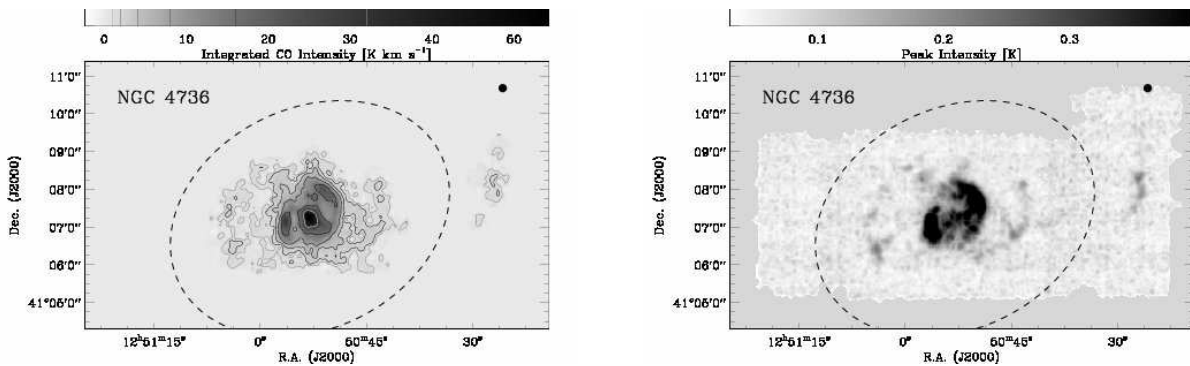 0 10 20 30 40 50 60
Integrated CO Intensity [K km s⁻¹]
NGC 4736
11'0"
10'0"
09'0"
08'0"
07'0"
06'0"
41°05'0"
Dec. (J2000)
12ʰ51ᵐ15ˢ 0ˢ 50ᵐ45ˢ 30ˢ
R.A. (J2000)
0.1 0.2 0.3
Peak Intensity [K]
NGC 4736
11'0"
10'0"
09'0"
08'0"
07'0"
06'0"
41°05'0"
Dec. (J2000)
12ʰ51ᵐ15ˢ 0ˢ 50ᵐ45ˢ 30ˢ
R.A. (J2000)